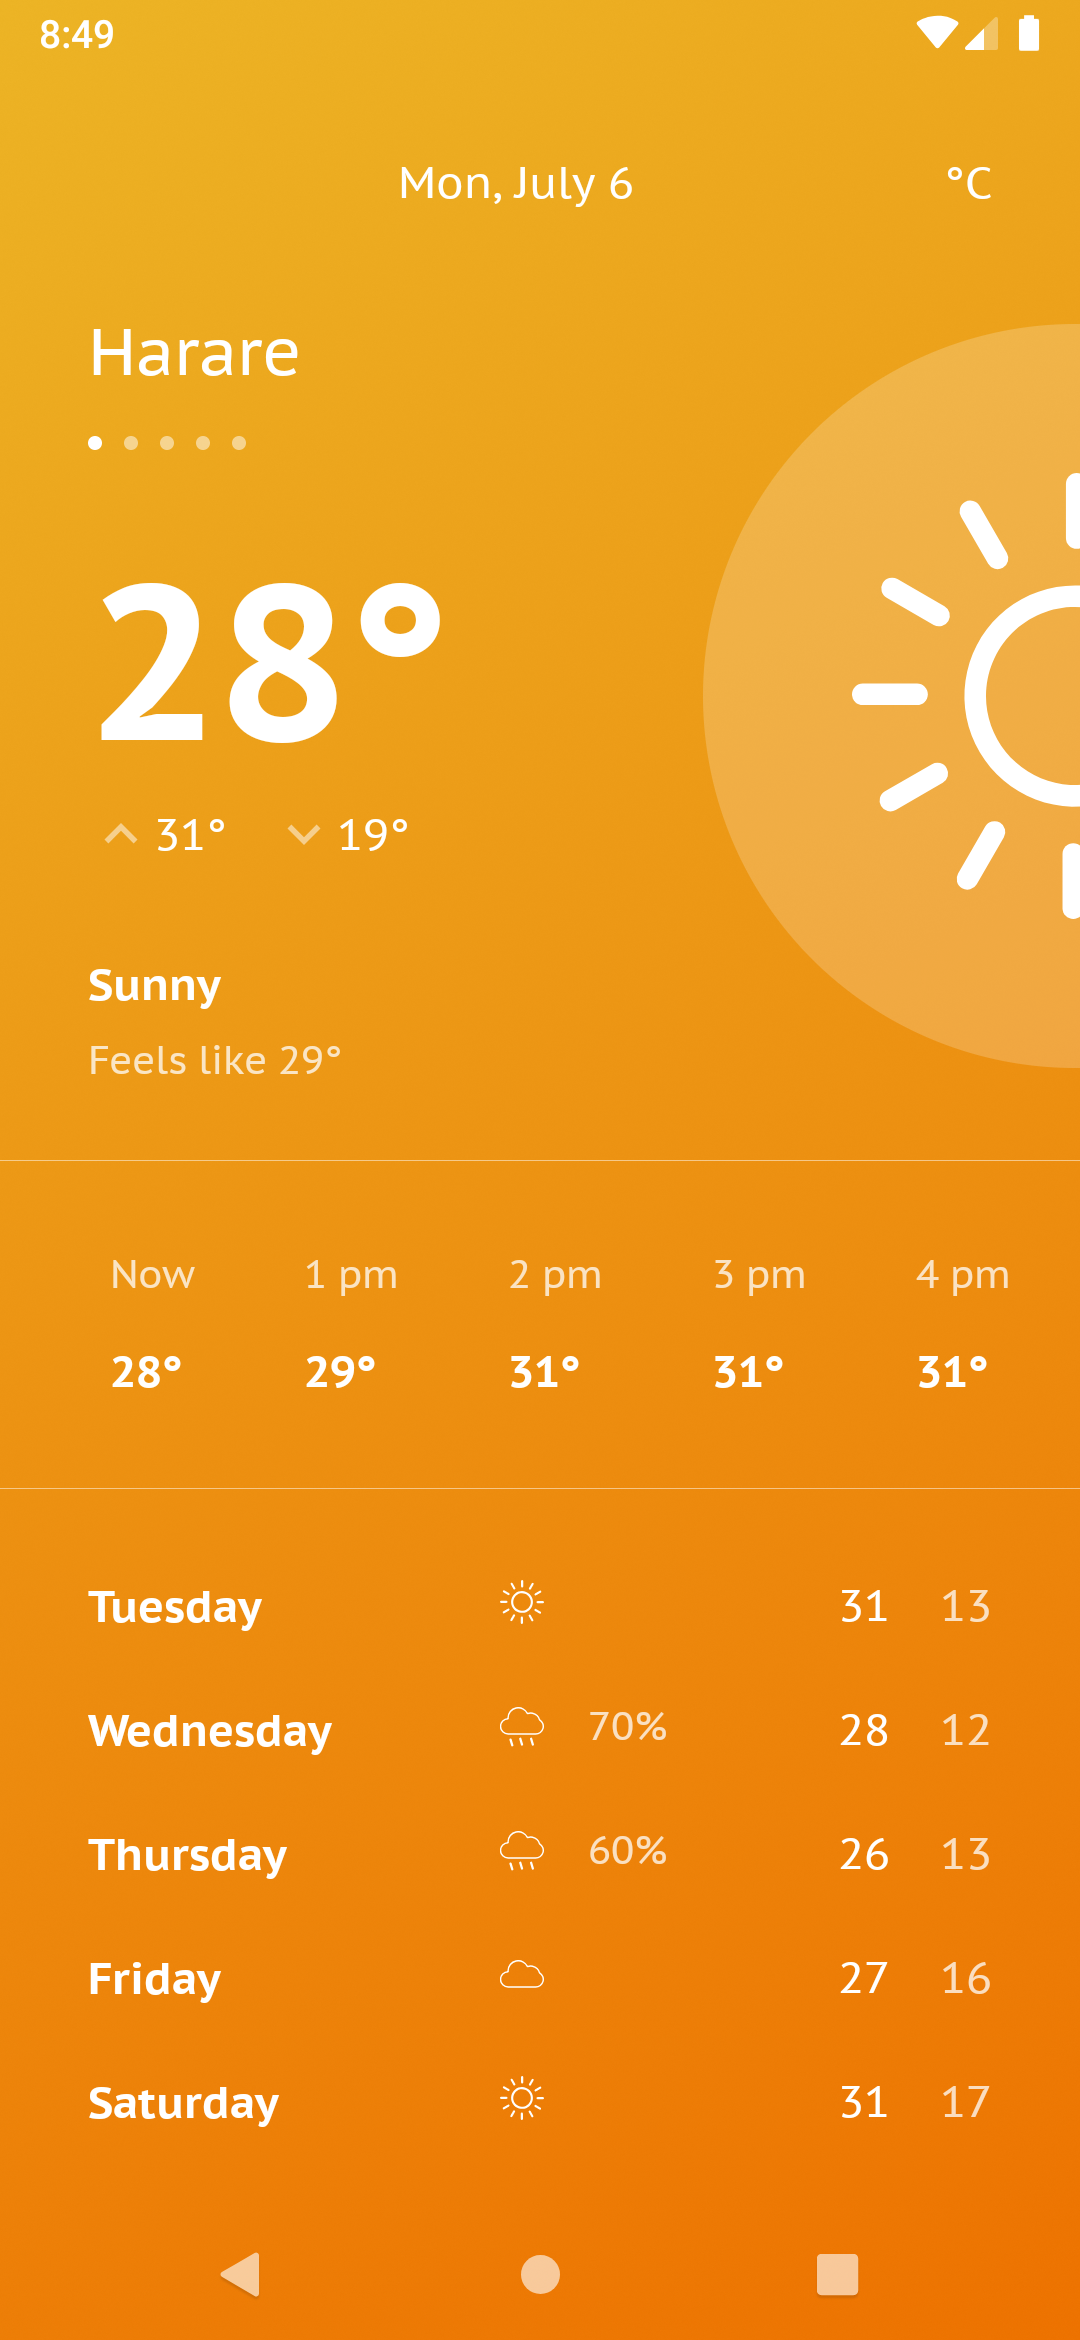 8:49
Mon, July 6 °C
Harare
28°
31° 19°
Sunny
Feels like 29°
Now 1 pm 2 pm 3 pm 4 pm
28° 29° 31° 31° 31°
Tuesday 31 13
Wednesday 70% 28 12
Thursday 60% 26 13
Friday 27 16
Saturday 31 17